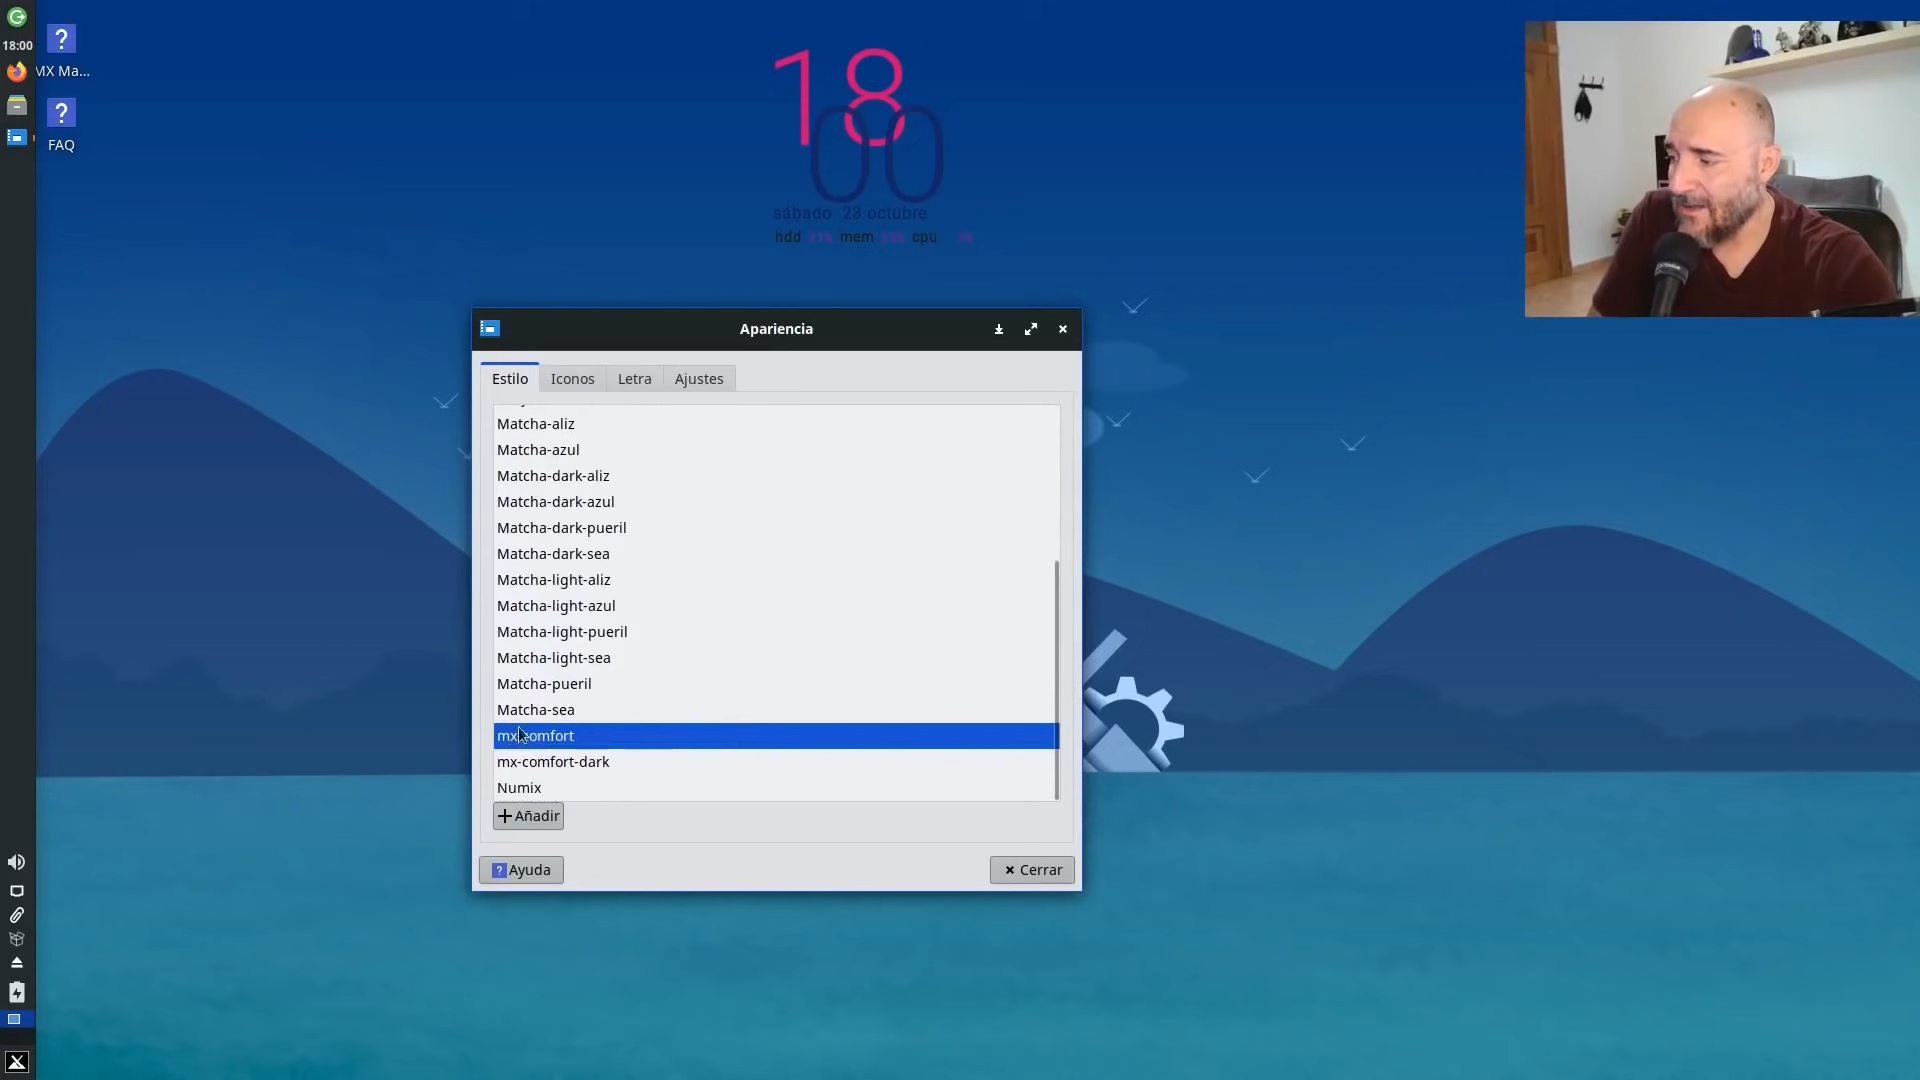 18:00
MX Ma...
FAQ
18
00
sábado 23 octubre
hdd mem cpu
Apariencia
Estilo Iconos Letra Ajustes
Matcha-aliz
Matcha-azul
Matcha-dark-aliz
Matcha-dark-azul
Matcha-dark-pueril
Matcha-dark-sea
Matcha-light-aliz
Matcha-light-azul
Matcha-light-pueril
Matcha-light-sea
Matcha-pueril
Matcha-sea
mx-comfort
mx-comfort-dark
Numix
Añadir
Ayuda
Cerrar